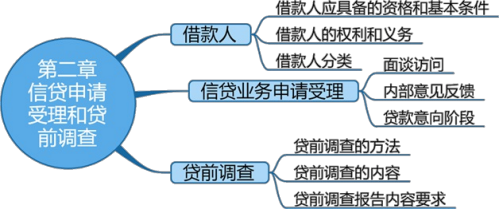 第二章
信贷申请
受理和贷
前调查
借款人
借款人应具备的资格和基本条件
借款人的权利和义务
借款人分类
信贷业务申请受理
面谈访问
内部意见反馈
贷款意向阶段
贷前调查
贷前调查的方法
贷前调查的内容
贷前调查报告内容要求